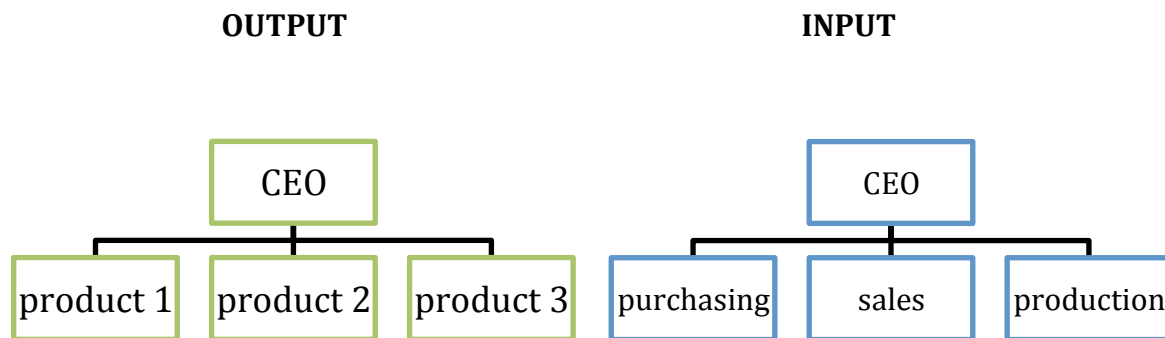 OUTPUT
INPUT
CEO
CEO
product 1
product 2
product 3
purchasing
sales
production